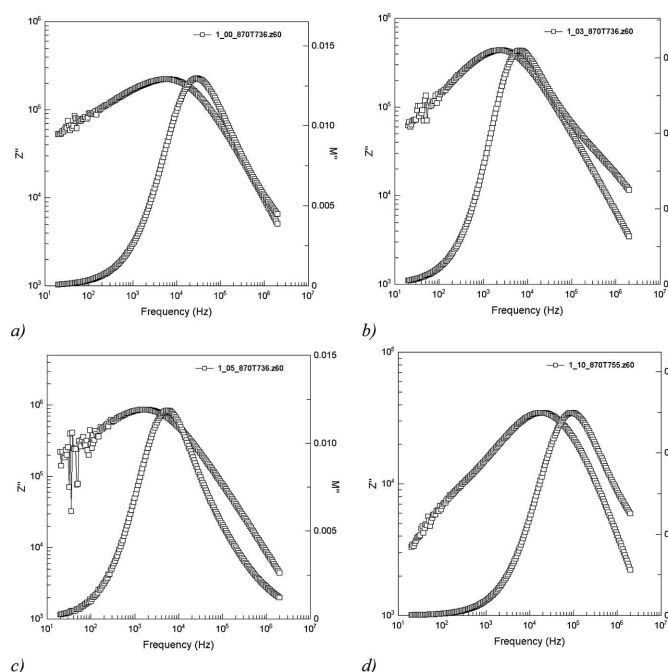 10⁶
1_00_870T736.z60
0.015
10⁵
0.010
Z''
M''
10⁴
0.005
10³
0
10¹ 10² 10³ 10⁴ 10⁵ 10⁶ 10⁷
Frequency (Hz)
a)
10⁶
1_03_870T736.z60
10⁵
Z''
10⁴
10³
10¹ 10² 10³ 10⁴ 10⁵ 10⁶ 10⁷
Frequency (Hz)
b)
1_05_870T736.z60
0.015
10⁶
0.010
Z''
10⁵
M''
0.005
10⁴
10³
0.000
10¹ 10² 10³ 10⁴ 10⁵ 10⁶ 10⁷
Frequency (Hz)
c)
10⁵
1_10_870T755.z60
Z''
10⁴
10³
10¹ 10² 10³ 10⁴ 10⁵ 10⁶ 10⁷
Frequency (Hz)
d)